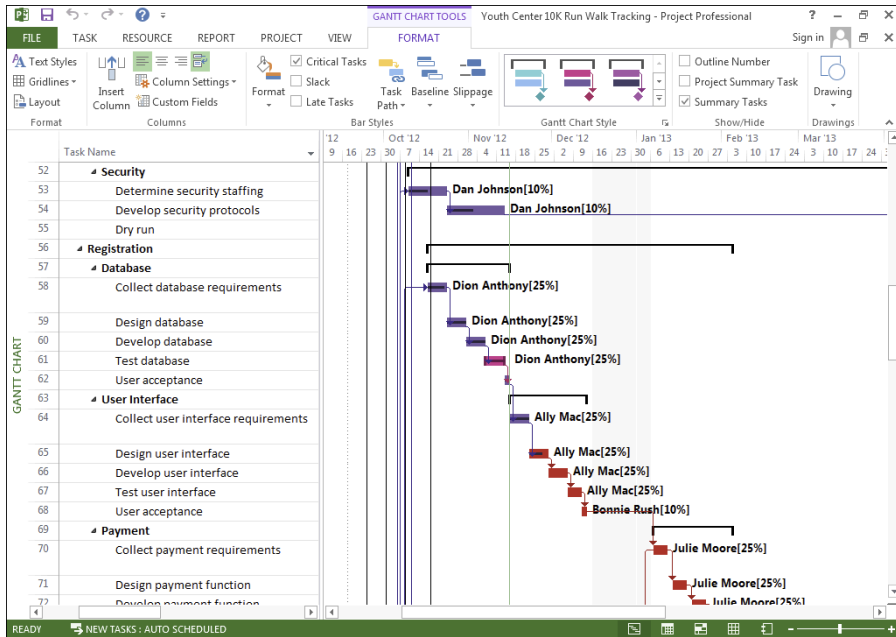 GANTT CHART TOOLS Youth Center 10K Run Walk Tracking - Project Professional
FILE TASK RESOURCE REPORT PROJECT VIEW FORMAT Sign in
Text Styles
Gridlines
Layout
Format
Insert Column
Column Settings
Custom Fields
Columns
Format
Critical Tasks
Slack
Late Tasks
Task Path
Baseline
Slippage
Bar Styles
Gantt Chart Style
Outline Number
Project Summary Task
Summary Tasks
Show/Hide
Drawing
Drawings
'12 Oct '12 Nov '12 Dec '12 Jan '13 Feb '13 Mar '13
Task Name 9 16 23 30 7 14 21 28 4 11 18 25 2 9 16 23 30 6 13 20 27 3 10 17 24 3 10 17 24
52 Security
53 Determine security staffing Dan Johnson[10%]
54 Develop security protocols Dan Johnson[10%]
55 Dry run
56 Registration
57 Database
58 Collect database requirements Dion Anthony[25%]
59 Design database Dion Anthony[25%]
60 Develop database Dion Anthony[25%]
61 Test database Dion Anthony[25%]
62 User acceptance
63 User Interface
64 Collect user interface requirements Ally Mac[25%]
65 Design user interface Ally Mac[25%]
66 Develop user interface Ally Mac[25%]
67 Test user interface Ally Mac[25%]
68 User acceptance Bonnie Rush[10%]
69 Payment
70 Collect payment requirements Julie Moore[25%]
71 Design payment function Julie Moore[25%]
72 Develop payment function Julie Moore[25%]
GANTT CHART
READY NEW TASKS : AUTO SCHEDULED